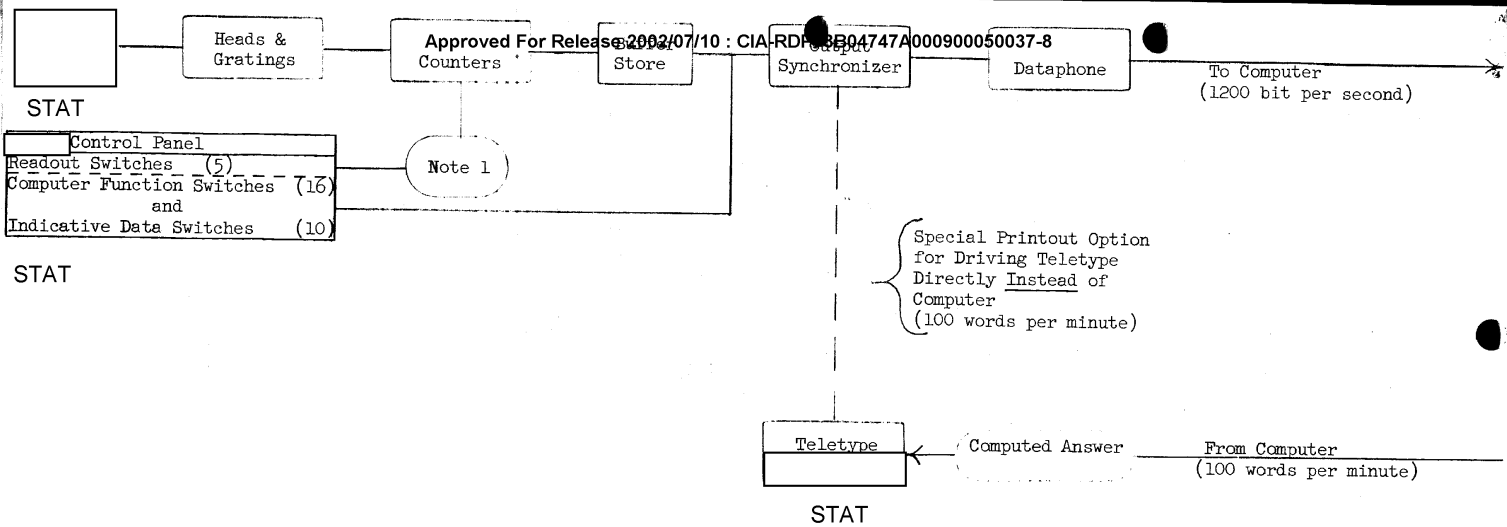 Approved For Release 2002/07/10 : CIA-RDP 3B04747A000900050037-8
Heads &
Gratings
Counters
Store
Synchronizer
Dataphone
To Computer
(1200 bit per second)
STAT
Control Panel
Readout Switches (5)
Computer Function Switches (16)
and
Indicative Data Switches (10)
Note 1
STAT
Special Printout Option
for Driving Teletype
Directly Instead of
Computer
(100 words per minute)
Teletype
Computed Answer
From Computer
(100 words per minute)
STAT